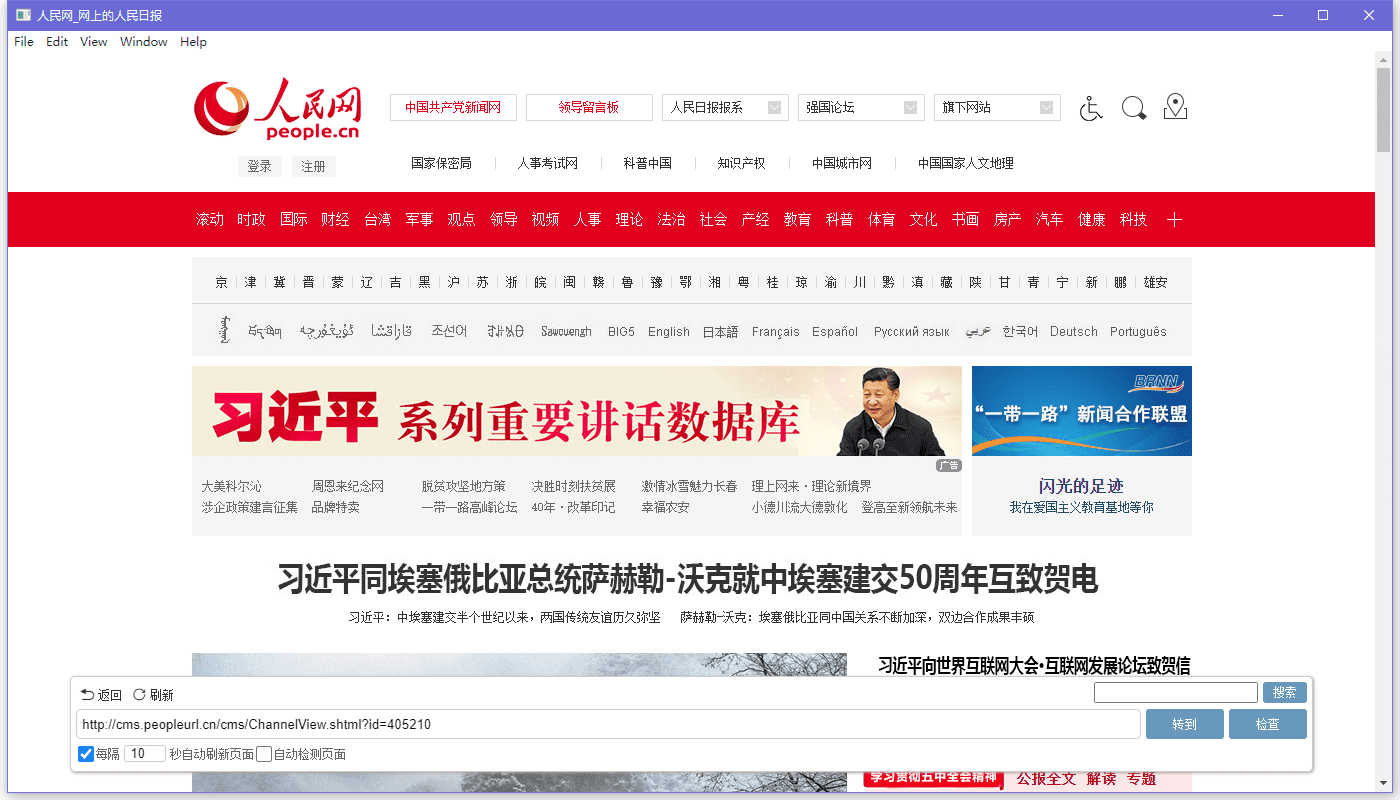 人民网_网上的人民日报
File Edit View Window Help
人民网
people.cn
中国共产党新闻网 领导留言板 人民日报报系 强国论坛 旗下网站
登录 注册 国家保密局 人事考试网 科普中国 知识产权 中国城市网 中国国家人文地理
滚动 时政 国际 财经 台湾 军事 观点 领导 视频 人事 理论 法治 社会 产经 教育 科普 体育 文化 书画 房产 汽车 健康 科技
京 津 冀 晋 蒙 辽 吉 黑 沪 苏 浙 皖 闽 赣 鲁 豫 鄂 湘 粤 桂 琼 渝 川 黔 滇 藏 陕 甘 青 宁 新 鹏 雄安
ئۇيغۇرچە قازاقشا 조선어 Sawcuengh BIG5 English 日本語 Français Español Русский язык عربي 한국어 Deutsch Português
习近平 系列重要讲话数据库
BRNN
“一带一路”新闻合作联盟
广告
大美科尔沁 周恩来纪念网 脱贫攻坚地方策 决胜时刻扶贫展 激情冰雪魅力长春 理上网来·理论新境界
涉企政策建言征集 品牌特卖 一带一路高峰论坛 40年·改革印记 幸福农安 小德川流大德敦化 登高至新领航未来
闪光的足迹
我在爱国主义教育基地等你
习近平同埃塞俄比亚总统萨赫勒-沃克就中埃塞建交50周年互致贺电
习近平：中埃塞建交半个世纪以来，两国传统友谊历久弥坚 萨赫勒-沃克：埃塞俄比亚同中国关系不断加深，双边合作成果丰硕
习近平向世界互联网大会·互联网发展论坛致贺信
返回 刷新 搜索
http://cms.peopleurl.cn/cms/ChannelView.shtml?id=405210 转到 检查
每隔 10 秒自动刷新页面 自动检测页面
学习贯彻五中全会精神 公报全文 解读 专题